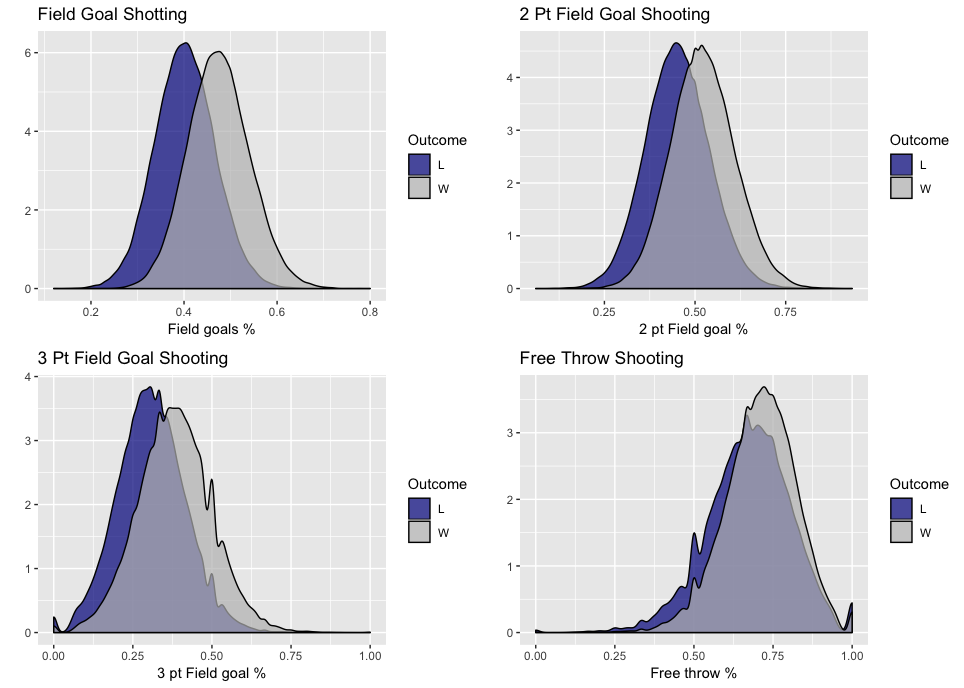 Field Goal Shotting
6
4
2
0
0.2
0.4
0.6
0.8
Field goals %
Outcome
L
W
2 Pt Field Goal Shooting
4
3
2
1
0
0.25
0.50
0.75
2 pt Field goal %
Outcome
L
W
3 Pt Field Goal Shooting
4
3
2
1
0
0.00
0.25
0.50
0.75
1.00
3 pt Field goal %
Outcome
L
W
Free Throw Shooting
3
2
1
0
0.00
0.25
0.50
0.75
1.00
Free throw %
Outcome
L
W